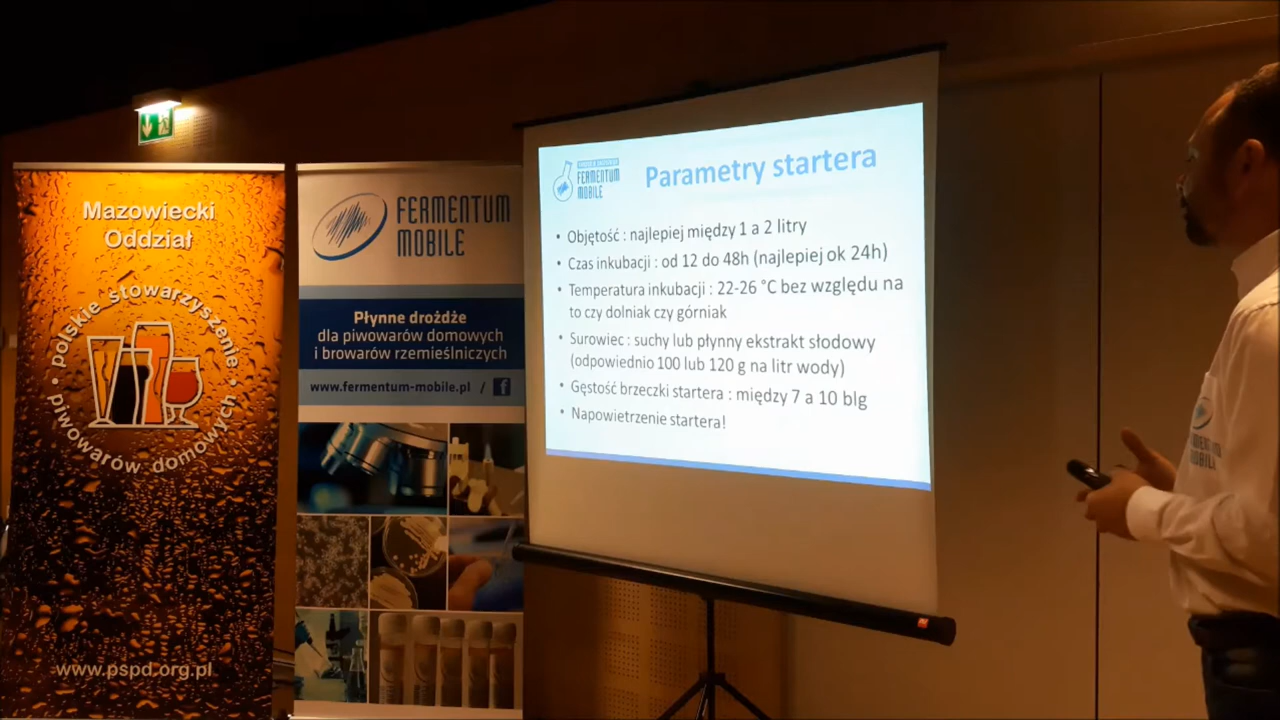 Mazowiecki
Oddział
polskie stowarzyszenie
piwowarów domowych
www.pspd.org.pl
FERMENTUM
MOBILE
Płynne drożdże
dla piwowarów domowych
i browarów rzemieślniczych
www.fermentum-mobile.pl / f
FERMENTUM
MOBILE
Parametry startera
• Objętość : najlepiej między 1 a 2 litry
• Czas inkubacji : od 12 do 48h (najlepiej ok 24h)
• Temperatura inkubacji : 22-26 °C bez względu na
to czy dolniak czy górniak
• Surowiec : suchy lub płynny ekstrakt słodowy
(odpowiednio 100 lub 120 g na litr wody)
• Gęstość brzeczki startera : między 7 a 10 blg
• Napowietrzenie startera!
MOBILE